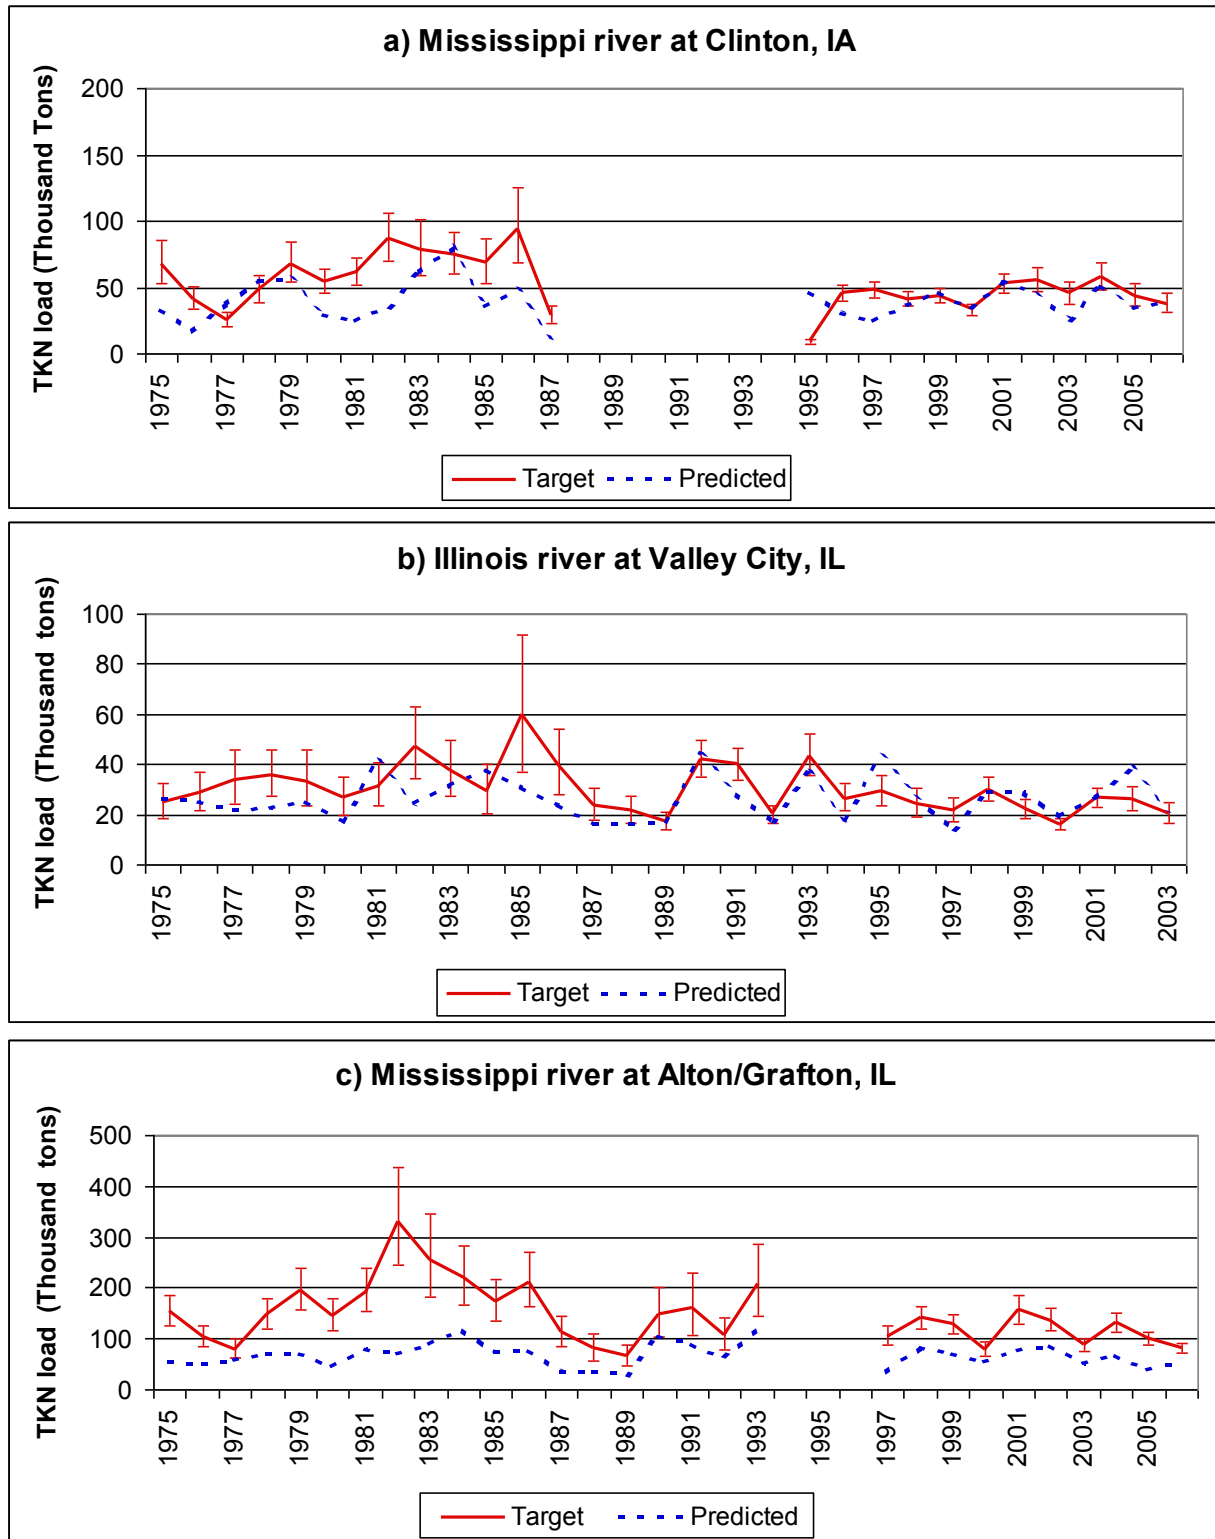 a) Mississippi river at Clinton, IA
TKN load (Thousand Tons)
200
150
100
50
0
1975 1977 1979 1981 1983 1985 1987 1989 1991 1993 1995 1997 1999 2001 2003 2005
Target Predicted
b) Illinois river at Valley City, IL
TKN load (Thousand tons)
100
80
60
40
20
0
1975 1977 1979 1981 1983 1985 1987 1989 1991 1993 1995 1997 1999 2001 2003
Target Predicted
c) Mississippi river at Alton/Grafton, IL
TKN load (Thousand tons)
500
400
300
200
100
0
1975 1977 1979 1981 1983 1985 1987 1989 1991 1993 1995 1997 1999 2001 2003 2005
Target Predicted